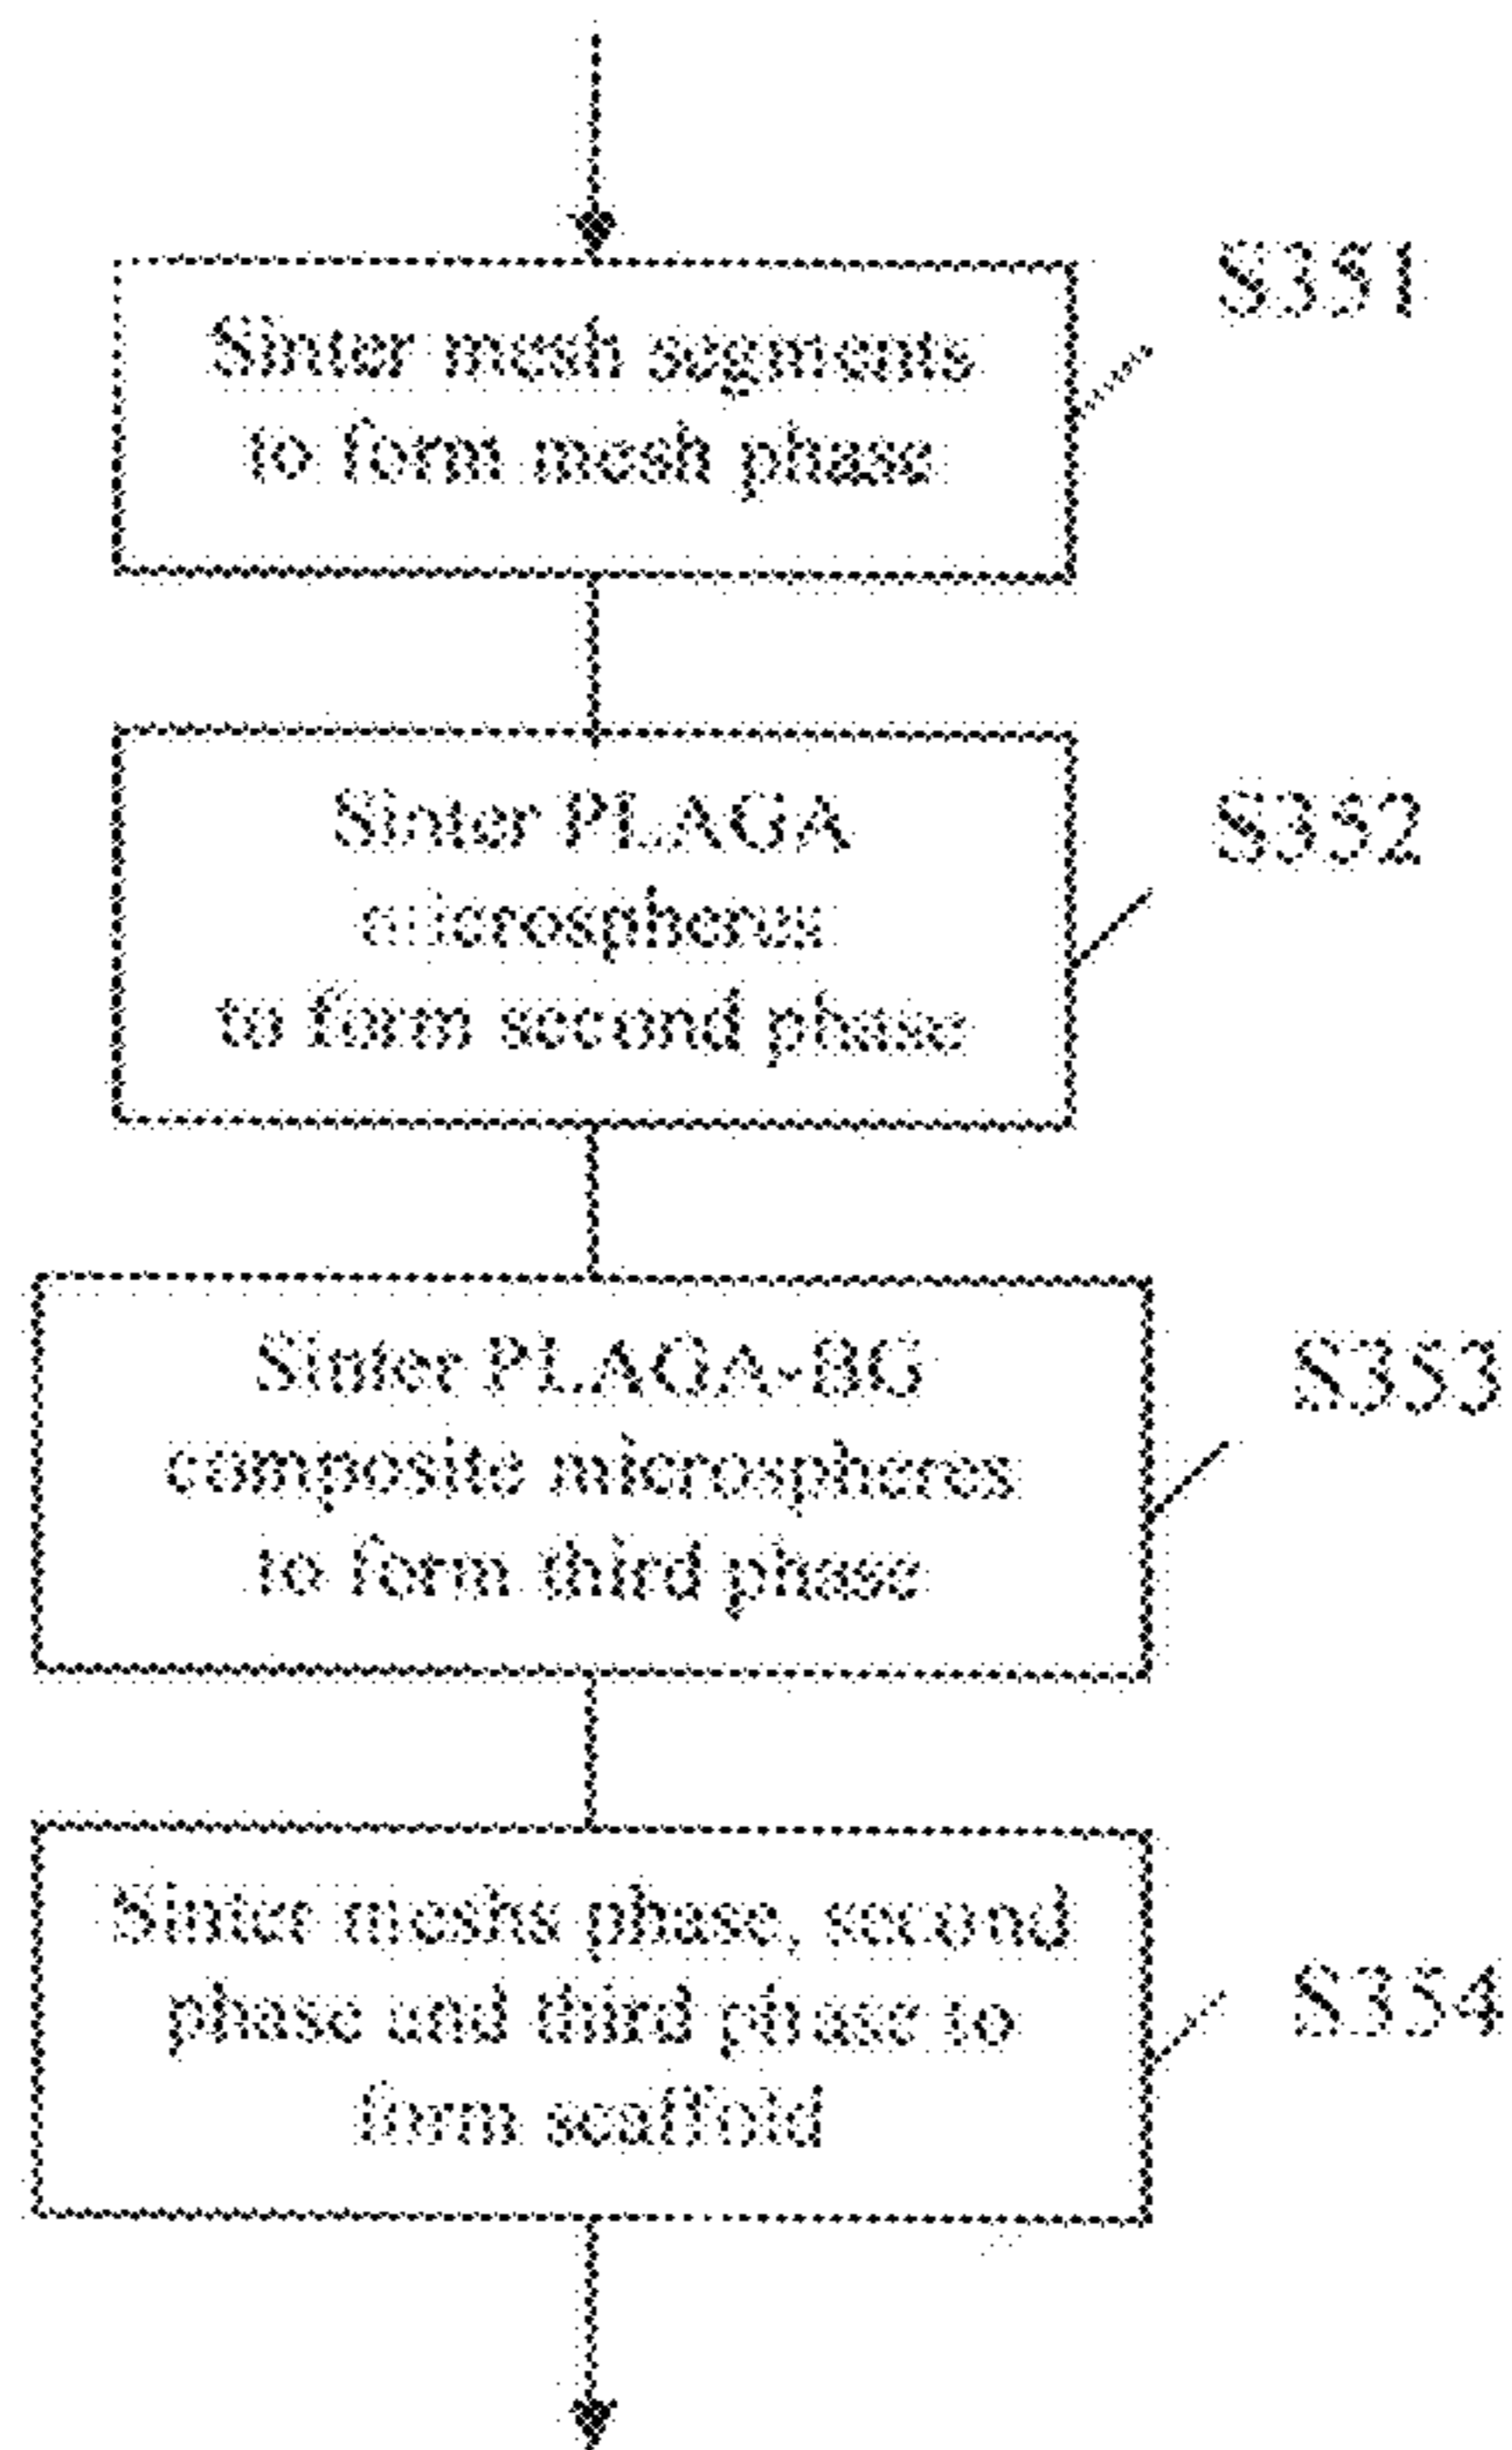 Sinter mesh segments
to form mesh phase
S351
Sinter PLAGA
microspheres
to form second phase
S352
Sinter PLAGA-BG
composite microspheres
to form third phase
S353
Sinter meshs phase, second
phase and third phase to
form scaffold
S354